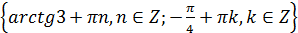 {arctg3 + πn, n ∈ Z; −π/4 + πk, k ∈ Z}